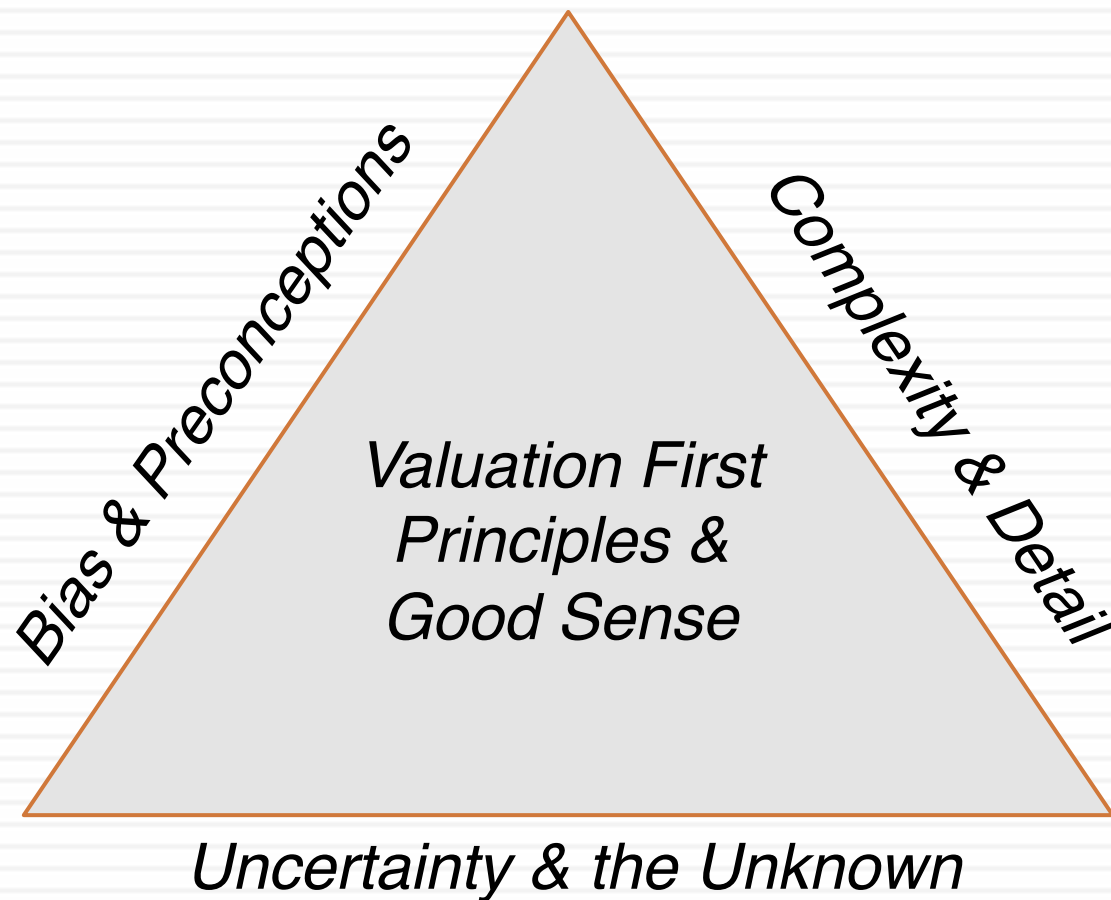 Bias & Preconceptions
Complexity & Detail
Valuation First
Principles &
Good Sense
Uncertainty & the Unknown